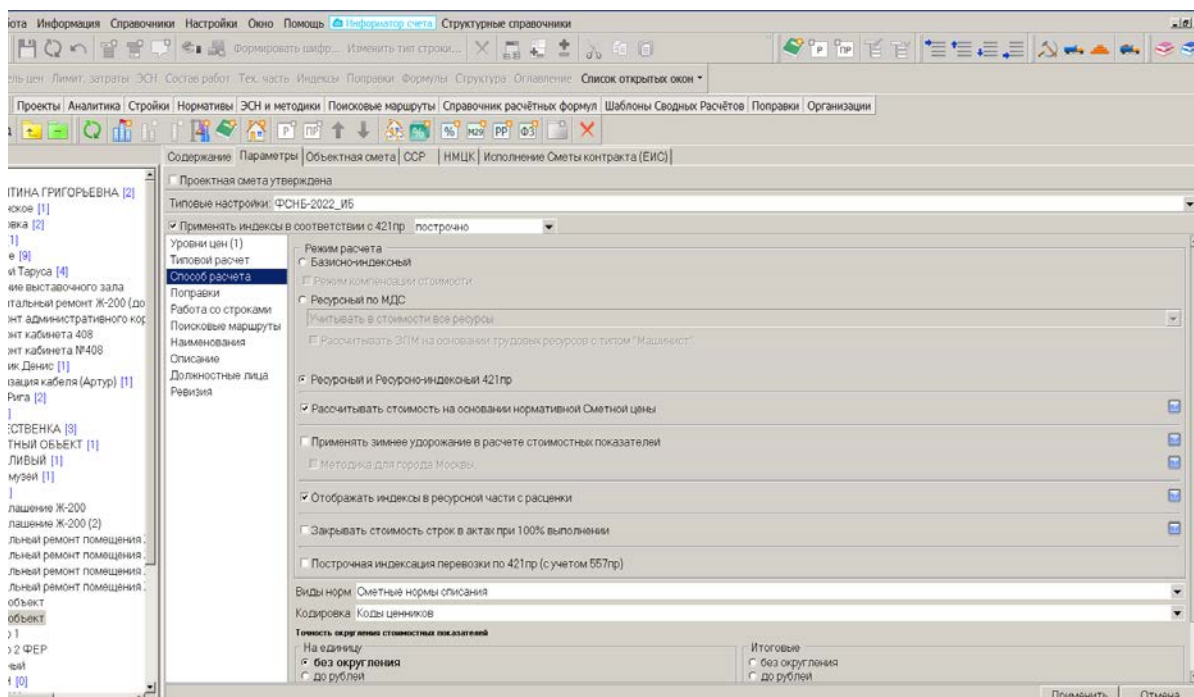 Информация Справочники Настройки Окно Помощь Информатор счета Структурные справочники
Формировать шифр... Изменить тип строки...
цен Лимит. затраты ЭСН Состав работ Тех. часть Индексы Поправки Формулы Структура Оглавление Список открытых окон
Проекты Аналитика Стройки Нормативы ЭСН и методики Поисковые маршруты Справочник расчётных формул Шаблоны Сводных Расчётов Поправки Организации
Содержание Параметры Объектная смета ССР НМЦК Исполнение Сметы контракта (ЕИС)
Проектная смета утверждена
Типовые настройки: ФСНБ-2022_И6
Применять индексы в соответствии с 421пр построчно
ТИНА ГРИГОРЬЕВНА [2]
нское [1]
овка [2]
1]
е [9]
й Таруса [4]
ние выставочного зала
итальный ремонт Ж-200 (до
онт административного кор
онт кабинета 408
онт кабинета №408
ик Денис [1]
зация кабеля (Артур) [1]
Рига [2]
]
ЕСТВЕНКА [3]
ТНЫЙ ОБЪЕКТ [1]
ЛИВЫЙ [1]
музей [1]
]
лашение Ж-200
лашение Ж-200 (2)
льный ремонт помещения
льный ремонт помещения
льный ремонт помещения
льный ремонт помещения
объект
объект
о 1
о 2 ФЕР
ный
Н [0]
Уровни цен (1)
Типовой расчет
Способ расчета
Поправки
Работа со строками
Поисковые маршруты
Наименования
Описание
Должностные лица
Ревизия
Режим расчета
Базисно-индексный
Режим компенсации стоимости
Ресурсный по МДС
Учитывать в стоимости все ресурсы
Рассчитывать ЗПМ на основании трудовых ресурсов с типом "Машинист"
Ресурсный и Ресурсно-индексный 421пр
Рассчитывать стоимость на основании нормативной Сметной цены
Применять зимнее удорожание в расчете стоимостных показателей
Методика для города Москвы
Отображать индексы в ресурсной части с расценки
Закрывать стоимость строк в актах при 100% выполнении
Построчная индексация перевозки по 421пр (с учетом 557пр)
Виды норм Сметные нормы списания
Кодировка Коды ценников
Точность округления стоимостных показателей
На единицу
без округления
до рублей
Итоговые
без округления
до рублей
Применить Отмена